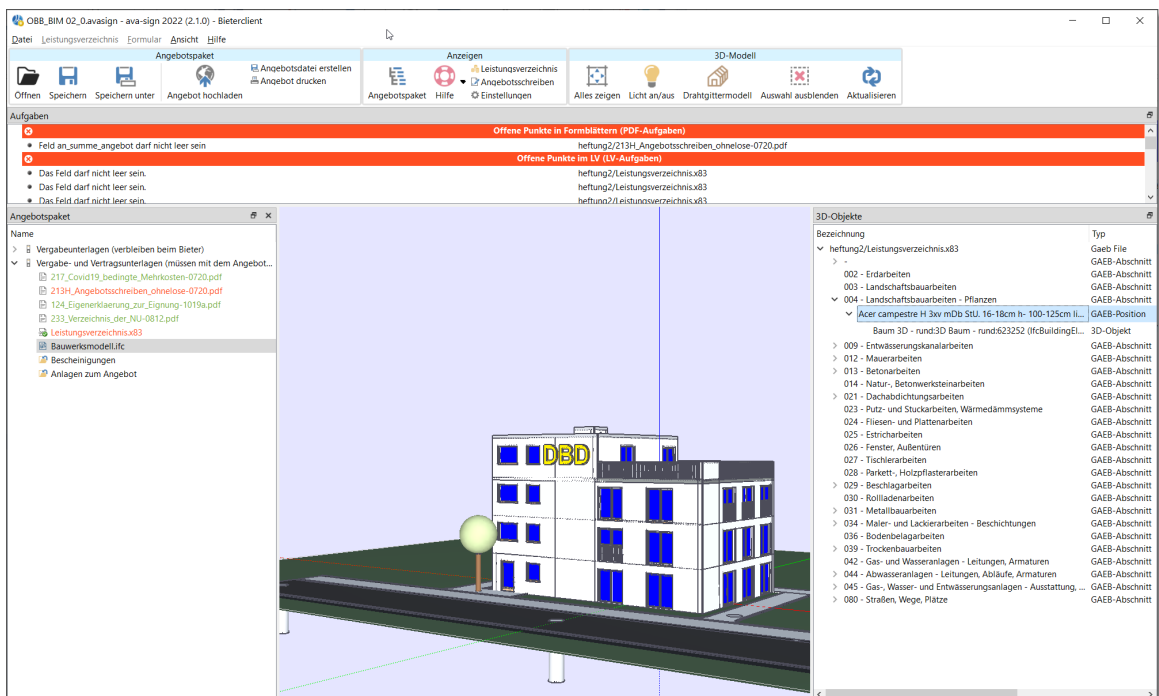 OBB_BIM 02_0.avasign - ava-sign 2022 (2.1.0) - Bieterclient
Datei Leistungsverzeichnis Formular Ansicht Hilfe
Angebotspaket
Öffnen
Speichern
Speichern unter
Angebot hochladen
Angebotsdatei erstellen
Angebot drucken
Anzeigen
Angebotspaket
Hilfe
Leistungsverzeichnis
Angebotsschreiben
Einstellungen
3D-Modell
Alles zeigen
Licht an/aus
Drahtgittermodell
Auswahl ausblenden
Aktualisieren
Aufgaben
Offene Punkte in Formblättern (PDF-Aufgaben)
Feld an_summe_angebot darf nicht leer sein heftung2/213H_Angebotsschreiben_ohnelose-0720.pdf
Offene Punkte im LV (LV-Aufgaben)
Das Feld darf nicht leer sein. heftung2/Leistungsverzeichnis.x83
Das Feld darf nicht leer sein. heftung2/Leistungsverzeichnis.x83
Das Feld darf nicht leer sein. heftung2/Leistungsverzeichnis.x83
Angebotspaket
Name
Vergabeunterlagen (verbleiben beim Bieter)
Vergabe- und Vertragsunterlagen (müssen mit dem Angebot...
217_Covid19_bedingte_Mehrkosten-0720.pdf
213H_Angebotsschreiben_ohnelose-0720.pdf
124_Eigenerklaerung_zur_Eignung-1019a.pdf
233_Verzeichnis_der_NU-0812.pdf
Leistungsverzeichnis.x83
Bauwerksmodell.ifc
Bescheinigungen
Anlagen zum Angebot
DBD
3D-Objekte
Bezeichnung Typ
heftung2/Leistungsverzeichnis.x83 Gaeb File
- GAEB-Abschnitt
002 - Erdarbeiten GAEB-Abschnitt
003 - Landschaftsbauarbeiten GAEB-Abschnitt
004 - Landschaftsbauarbeiten - Pflanzen GAEB-Abschnitt
Acer campestre H 3xv mDb StU. 16-18cm h- 100-125cm li... GAEB-Position
Baum 3D - rund:3D Baum - rund:623252 (IfcBuildingEl... 3D-Objekt
009 - Entwässerungskanalarbeiten GAEB-Abschnitt
012 - Mauerarbeiten GAEB-Abschnitt
013 - Betonarbeiten GAEB-Abschnitt
014 - Natur-, Betonwerksteinarbeiten GAEB-Abschnitt
021 - Dachabdichtungsarbeiten GAEB-Abschnitt
023 - Putz- und Stuckarbeiten, Wärmedämmsysteme GAEB-Abschnitt
024 - Fliesen- und Plattenarbeiten GAEB-Abschnitt
025 - Estricharbeiten GAEB-Abschnitt
026 - Fenster, Außentüren GAEB-Abschnitt
027 - Tischlerarbeiten GAEB-Abschnitt
028 - Parkett-, Holzpflasterarbeiten GAEB-Abschnitt
029 - Beschlagarbeiten GAEB-Abschnitt
030 - Rollladenarbeiten GAEB-Abschnitt
031 - Metallbauarbeiten GAEB-Abschnitt
034 - Maler- und Lackierarbeiten - Beschichtungen GAEB-Abschnitt
036 - Bodenbelagarbeiten GAEB-Abschnitt
039 - Trockenbauarbeiten GAEB-Abschnitt
042 - Gas- und Wasseranlagen - Leitungen, Armaturen GAEB-Abschnitt
044 - Abwasseranlagen - Leitungen, Abläufe, Armaturen GAEB-Abschnitt
045 - Gas-, Wasser- und Entwässerungsanlagen - Ausstattung, ... GAEB-Abschnitt
080 - Straßen, Wege, Plätze GAEB-Abschnitt